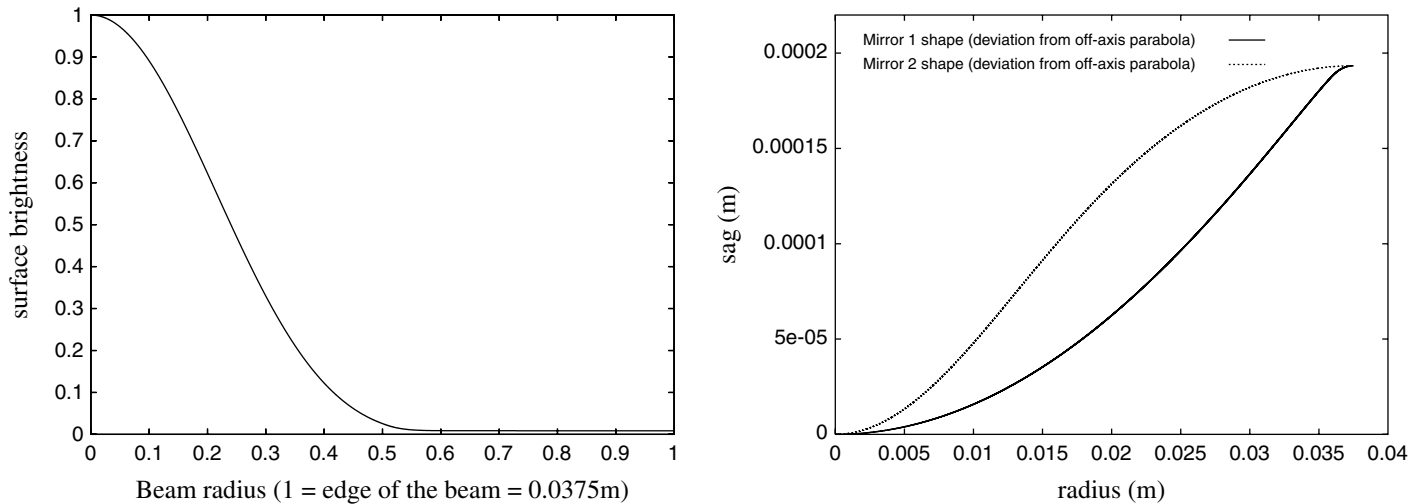 1
0.9
0.8
0.7
0.6
0.5
0.4
0.3
0.2
0.1
0
surface brightness
0 0.1 0.2 0.3 0.4 0.5 0.6 0.7 0.8 0.9 1
Beam radius (1 = edge of the beam = 0.0375m)
Mirror 1 shape (deviation from off-axis parabola)
Mirror 2 shape (deviation from off-axis parabola)
0.0002
0.00015
0.0001
5e-05
0
sag (m)
0 0.005 0.01 0.015 0.02 0.025 0.03 0.035 0.04
radius (m)